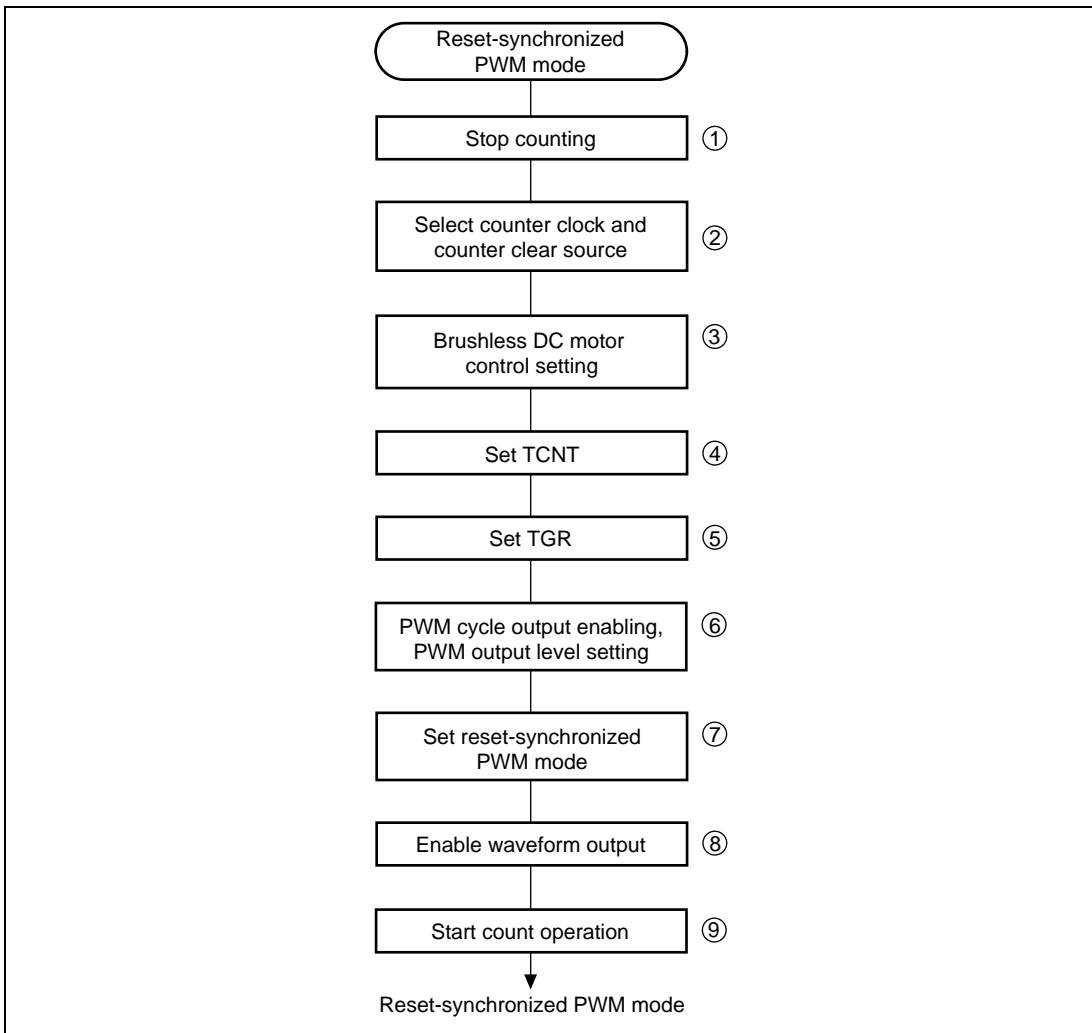 Reset-synchronized
PWM mode
Stop counting
①
Select counter clock and
counter clear source
②
Brushless DC motor
control setting
③
Set TCNT
④
Set TGR
⑤
PWM cycle output enabling,
PWM output level setting
⑥
Set reset-synchronized
PWM mode
⑦
Enable waveform output
⑧
Start count operation
⑨
Reset-synchronized PWM mode